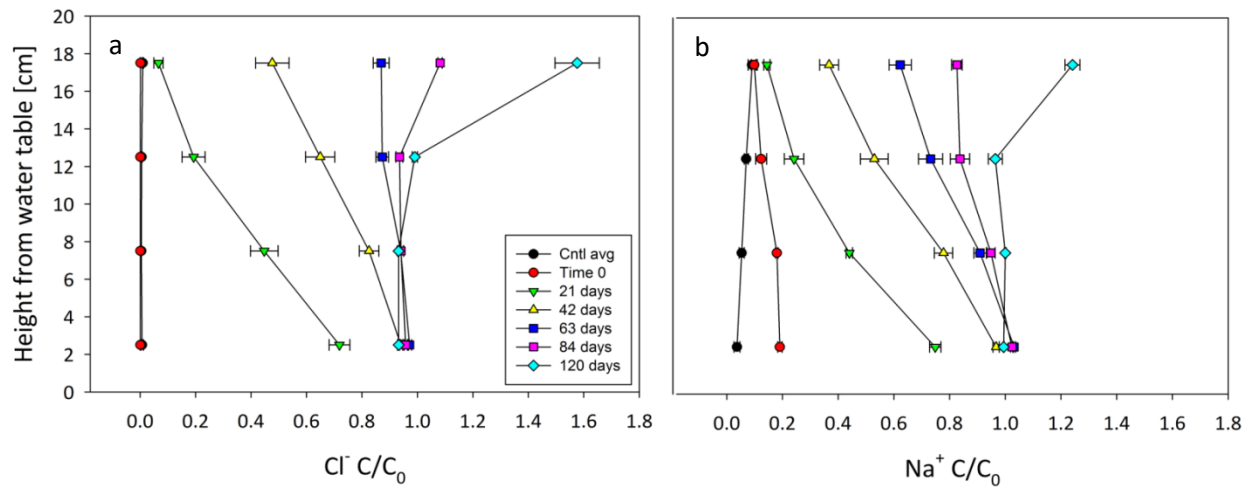 a
b
Height from water table [cm]
20
18
16
14
12
10
8
6
4
2
0
Cntl avg
Time 0
21 days
42 days
63 days
84 days
120 days
0.0 0.2 0.4 0.6 0.8 1.0 1.2 1.4 1.6 1.8
0.0 0.2 0.4 0.6 0.8 1.0 1.2 1.4 1.6 1.8
Cl⁻ C/C₀
Na⁺ C/C₀